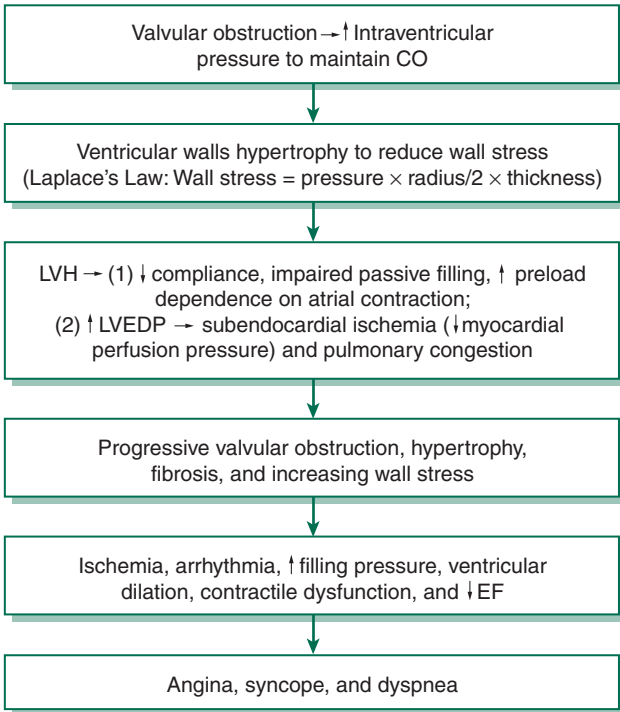 Valvular obstruction→↑Intraventricular
pressure to maintain CO
Ventricular walls hypertrophy to reduce wall stress
(Laplace's Law: Wall stress = pressure × radius/2 × thickness)
LVH → (1) ↓ compliance, impaired passive filling, ↑ preload
dependence on atrial contraction;
(2) ↑ LVEDP → subendocardial ischemia (↓myocardial
perfusion pressure) and pulmonary congestion
Progressive valvular obstruction, hypertrophy,
fibrosis, and increasing wall stress
Ischemia, arrhythmia, ↑ filling pressure, ventricular
dilation, contractile dysfunction, and ↓ EF
Angina, syncope, and dyspnea